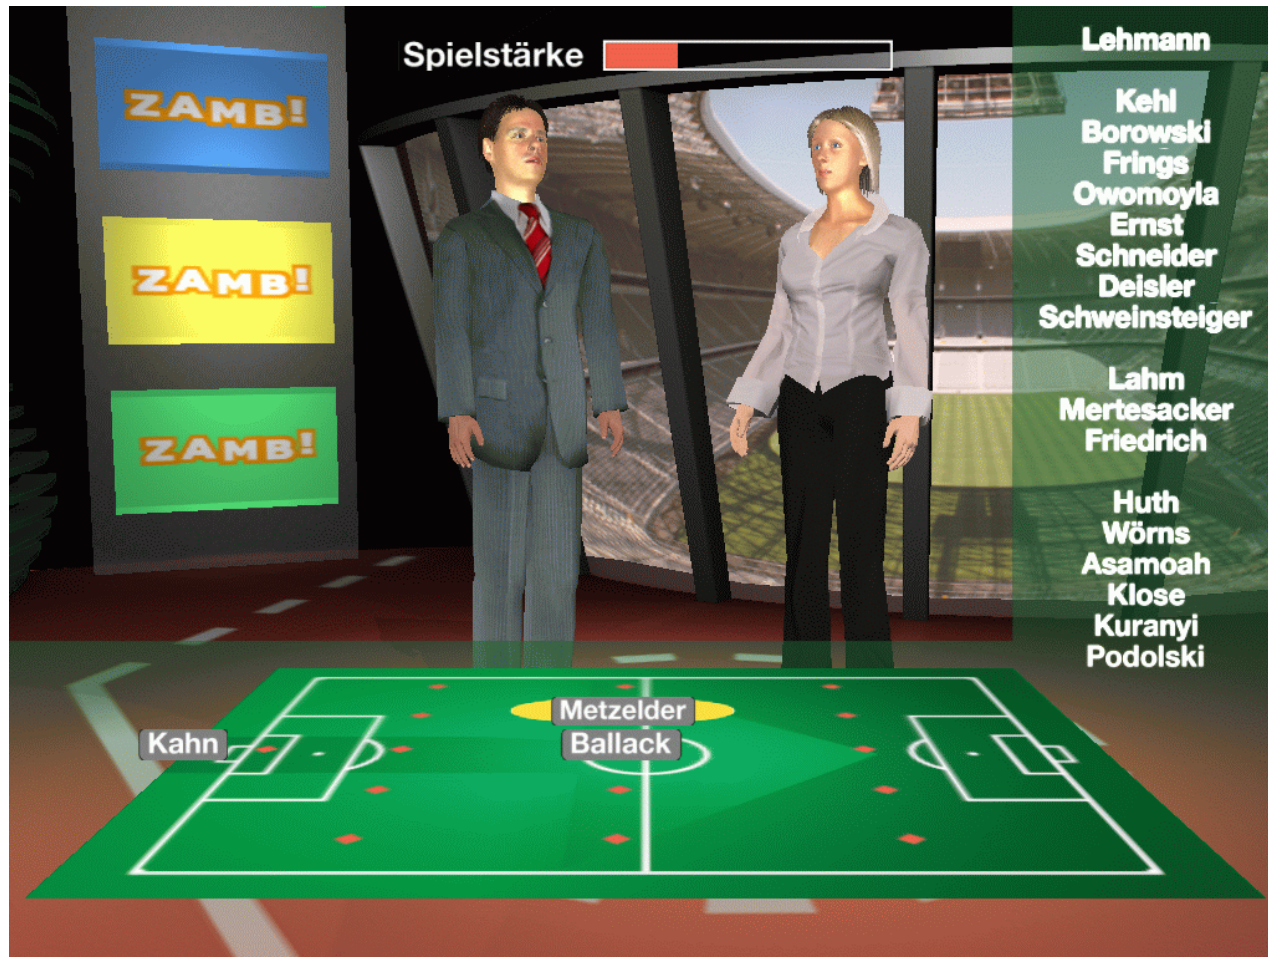 Spielstärke
ZAMB!
ZAMB!
ZAMB!
Lehmann
Kehl
Borowski
Frings
Owomoyla
Ernst
Schneider
Deisler
Schweinsteiger
Lahm
Mertesacker
Friedrich
Huth
Wörns
Asamoah
Klose
Kuranyi
Podolski
Metzelder
Kahn
Ballack